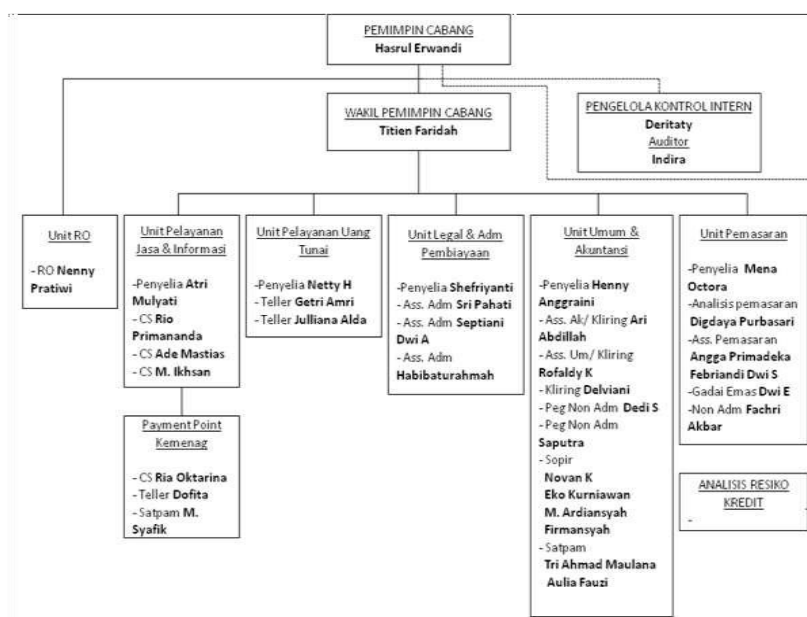 PEMIMPIN CABANG
Hasrul Erwandi
WAKIL PEMIMPIN CABANG
Titien Faridah
PENGELOLA KONTROL INTERN
Deritaty
Auditor
Indira
Unit RO
- RO Nenny
Pratiwi
Unit Pelayanan
Jasa & Informasi
-Penyelia Atri
Mulyati
- CS Rio
Primananda
- CS Ade Mastias
- CS M. Ikhsan
Payment Point
Kemenag
- CS Ria Oktarina
- Teller Dofita
- Satpam M.
Syafik
Unit Pelayanan Uang
Tunai
-Penyelia Netty H
- Teller Getri Amri
- Teller Julliana Alda
Unit Legal & Adm
Pembiayaan
-Penyelia Shefriyanti
- Ass. Adm Sri Pahati
- Ass. Adm Septiani
Dwi A
- Ass. Adm
Habibaturahmah
Unit Umum &
Akuntansi
-Penyelia Henny
Anggraini
- Ass. Ak/ Kliring Ari
Abdillah
- Ass. Um/ Kliring
Rofaldy K
- Kliring Delviani
- Peg Non Adm Dedi S
- Peg Non Adm
Saputra
- Sopir
Novan K
Eko Kurniawan
M. Ardiansyah
Firmansyah
- Satpam
Tri Ahmad Maulana
Aulia Fauzi
Unit Pemasaran
-Penyelia Mena
Octora
- Analisis pemasaran
Digdaya Purbasari
- Ass. Pemasaran
Angga Primadeka
Febriandi Dwi S
- Gadai Emas Dwi E
- Non Adm Fachri
Akbar
ANALISIS RESIKO
KREDIT
-